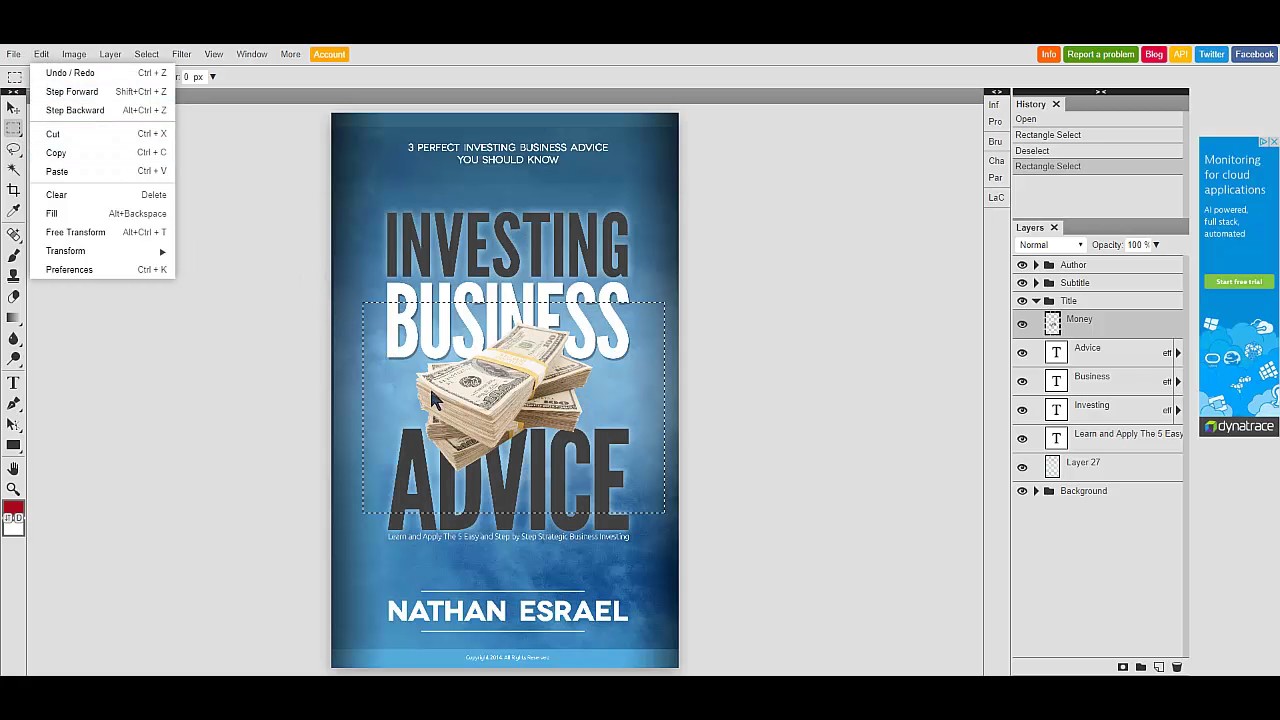 File Edit Image Layer Select Filter View Window More Account
Info Report a problem Blog API Twitter Facebook
r: 0 px
Undo / Redo Ctrl + Z
Step Forward Shift+Ctrl + Z
Step Backward Alt+Ctrl + Z
Cut Ctrl + X
Copy Ctrl + C
Paste Ctrl + V
Clear Delete
Fill Alt+Backspace
Free Transform Alt+Ctrl + T
Transform
Preferences Ctrl + K
3 PERFECT INVESTING BUSINESS ADVICE
YOU SHOULD KNOW
INVESTING
BUSINESS
ADVICE
Learn and Apply The 5 Easy and Step by Step Strategic Business Investing
NATHAN ESRAEL
Copyright 2014. All Rights Reserved
Inf
Pro
Bru
Cha
Par
LaC
History
Open
Rectangle Select
Deselect
Rectangle Select
Layers
Normal Opacity: 100 %
Author
Subtitle
Title
Money
T Advice eff
T Business eff
T Investing eff
T Learn and Apply The 5 Easy
Layer 27
Background
Monitoring
for cloud
applications
AI powered,
full stack,
automated
Start free trial
dynatrace